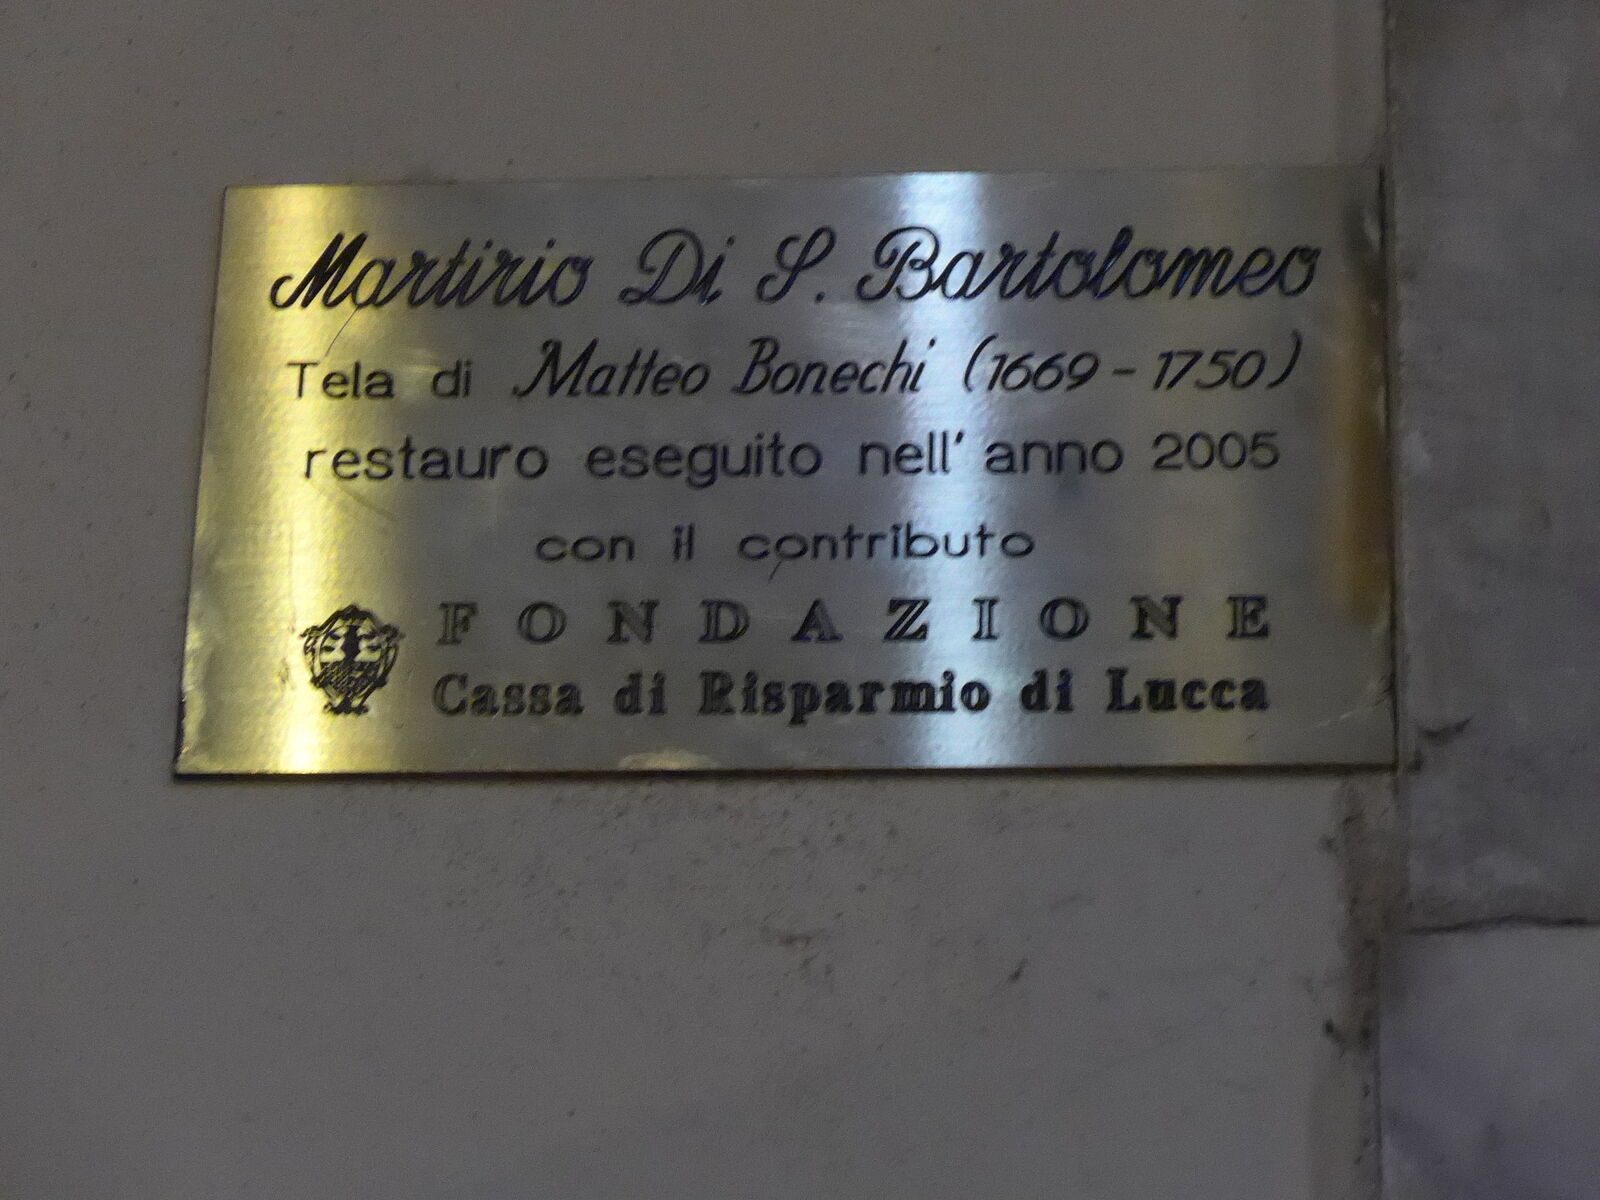 Martirio Di S. Bartolomeo
Tela di Matteo Bonechi (1669 - 1750)
restauro eseguito nell' anno 2005
con il contributo
FONDAZIONE
Cassa di Risparmio di Lucca